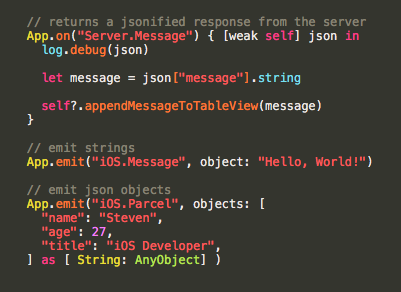 // returns a jsonified response from the server
App.on("Server.Message") { [weak self] json in
log.debug(json)
let message = json["message"].string
self?.appendMessageToTableView(message)
}
// emit strings
App.emit("iOS.Message", object: "Hello, World!")
// emit json objects
App.emit("iOS.Parcel", objects: [
"name": "Steven",
"age": 27,
"title": "iOS Developer",
] as [ String: AnyObject] )